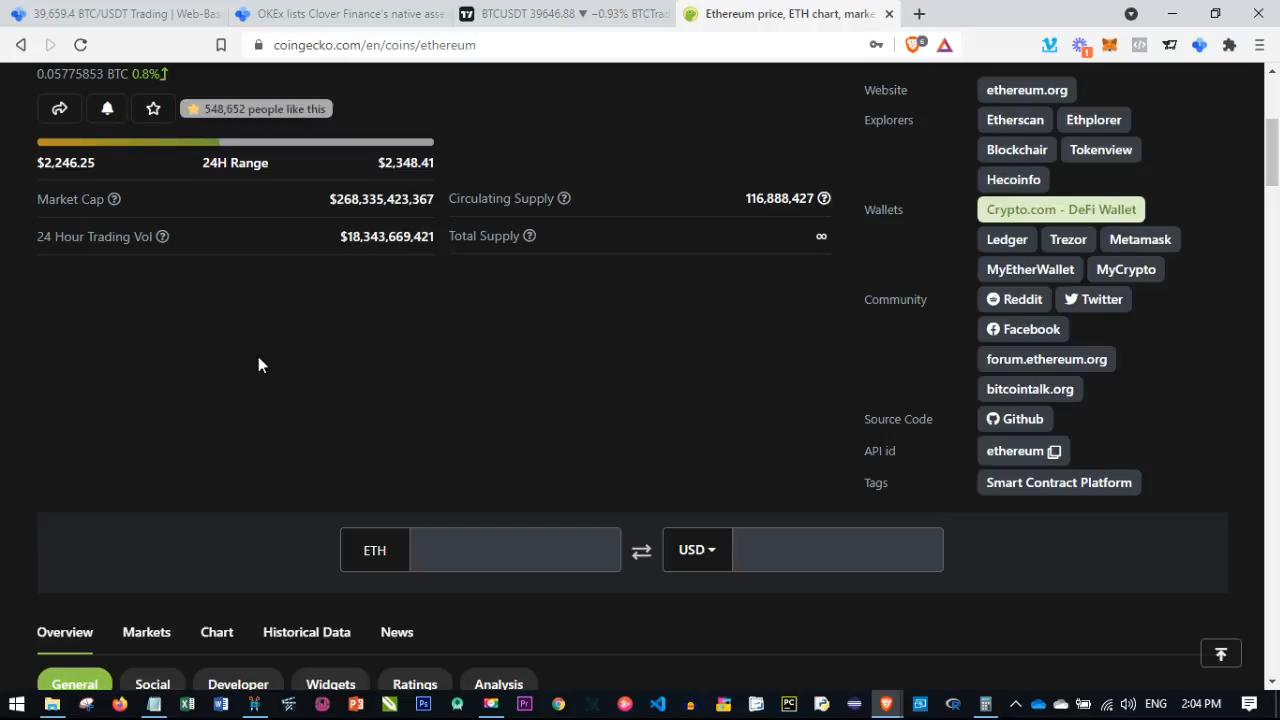 39,659.4 BTC/USDT Trading | Web-Bas
OKEx lists Clover Finance's native asse
BTCUSDT 39646.88 ▼ −0.93% BTCTrad
Ethereum price, ETH chart, marke
coingecko.com/en/coins/ethereum
6
1
0.05775853 BTC 0.8%
548,652 people like this
$2,246.25 24H Range $2,348.41
Market Cap $268,335,423,367
Circulating Supply 116,888,427
24 Hour Trading Vol $18,343,669,421
Total Supply ∞
Website ethereum.org
Explorers Etherscan Ethplorer
Blockchair Tokenview
Hecoinfo
Wallets Crypto.com - DeFi Wallet
Ledger Trezor Metamask
MyEtherWallet MyCrypto
Community Reddit Twitter
Facebook
forum.ethereum.org
bitcointalk.org
Source Code Github
API id ethereum
Tags Smart Contract Platform
ETH USD
Overview Markets Chart Historical Data News
General Social Developer Widgets Ratings Analysis
ENG 2:04 PM